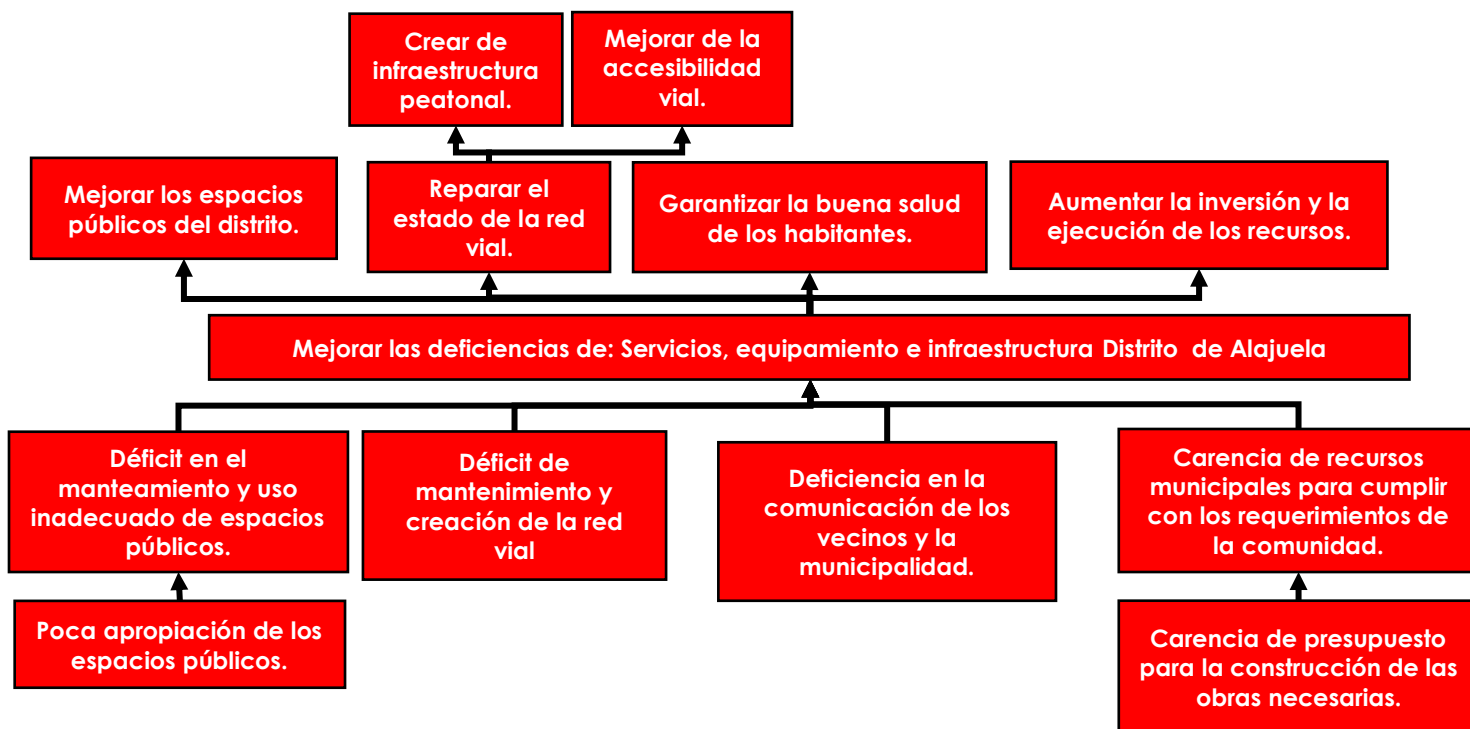 Crear de
infraestructura
peatonal.
Mejorar de la
accesibilidad
vial.
Mejorar los espacios
públicos del distrito.
Reparar el
estado de la red
vial.
Garantizar la buena salud
de los habitantes.
Aumentar la inversión y la
ejecución de los recursos.
Mejorar las deficiencias de: Servicios, equipamiento e infraestructura Distrito  de Alajuela
Déficit en el
manteamiento y uso
inadecuado de espacios
públicos.
Déficit de
mantenimiento y
creación de la red
vial
Deficiencia en la
comunicación de los
vecinos y la
municipalidad.
Carencia de recursos
municipales para cumplir
con los requerimientos de
la comunidad.
Poca apropiación de los
espacios públicos.
Carencia de presupuesto
para la construcción de las
obras necesarias.